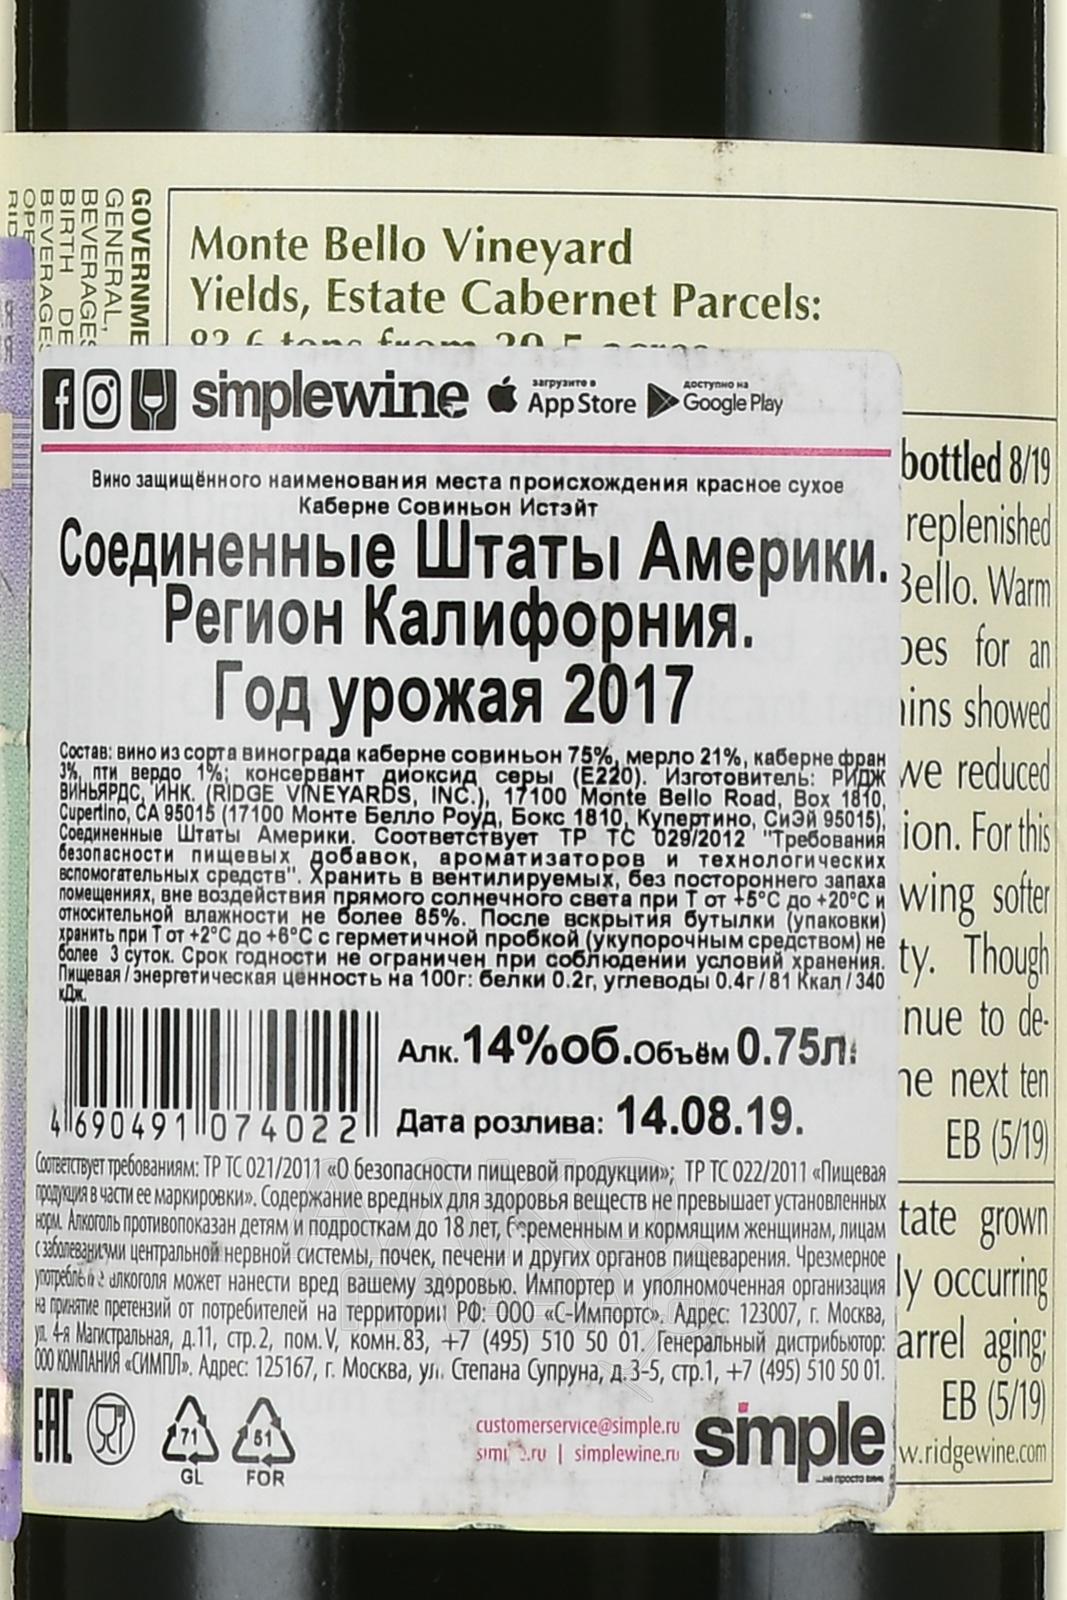 GOVERNME
GENERAL,
BEVERAGES
BIRTH DE
BEVERAGES
OPE
RID
Monte Bello Vineyard
Yields, Estate Cabernet Parcels:
simplewine
загрузите в
App Store
доступно на
Google Play
Вино защищённого наименования места происхождения красное сухое
Каберне Совиньон Истэйт
Соединенные Штаты Америки.
Регион Калифорния.
Год урожая 2017
Состав: вино из сорта винограда каберне совиньон 75%, мерло 21%, каберне фран
3%, пти вердо 1%; консервант диоксид серы (Е220). Изготовитель: РИДЖ
ВИНЬЯРДС, ИНК. (RIDGE VINEYARDS, INC.), 17100 Monte Bello Road, Box 1810,
Cupertino, CA 95015 (17100 Монте Белло Роуд, Бокс 1810, Купертино, СиЭй 95015),
Соединенные Штаты Америки. Соответствует ТР ТС 029/2012 "Требования
безопасности пищевых добавок, ароматизаторов и технологических
вспомогательных средств". Хранить в вентилируемых, без постороннего запаха
помещениях, вне воздействия прямого солнечного света при Т от +5°С до +20°С и
относительной влажности не более 85%. После вскрытия бутылки (упаковки)
хранить при Т от +2°С до +6°С с герметичной пробкой (укупорочным средством) не
более 3 суток. Срок годности не ограничен при соблюдении условий хранения.
Пищевая / энергетическая ценность на 100г: белки 0.2г, углеводы 0.4г / 81 Ккал / 340
кДж.
Алк. 14%об. Объём 0.75л.
4 690491 074022
Дата розлива: 14.08.19.
Соответствует требованиям: ТР ТС 021/2011 «О безопасности пищевой продукции»; ТР ТС 022/2011 «Пищевая
продукция в части ее маркировки». Содержание вредных для здоровья веществ не превышает установленных
норм. Алкоголь противопоказан детям и подросткам до 18 лет, беременным и кормящим женщинам, лицам
с заболеваниями центральной нервной системы, почек, печени и других органов пищеварения. Чрезмерное
употребление алкоголя может нанести вред вашему здоровью. Импортер и уполномоченная организация
на принятие претензий от потребителей на территории РФ: ООО «С-Импортс». Адрес: 123007, г. Москва,
ул. 4-я Магистральная, д.11, стр.2, пом.V, комн.83, +7 (495) 510 50 01. Генеральный дистрибьютор:
ООО КОМПАНИЯ «СИМПЛ». Адрес: 125167, г. Москва, ул. Степана Супруна, д.3-5, стр.1, +7 (495) 510 50 01.
EAC
71
GL
51
FOR
customerservice@simple.ru
simple.ru | simplewine.ru
simple
...не просто вино
bottled 8/19
replenished
Bello. Warm
pes for an
ains showed
we reduced
ion. For this
wing softer
ty. Though
nue to de-
he next ten
EB (5/19)
tate grown
ly occurring
arrel aging;
EB (5/19)
w.ridgewine.com